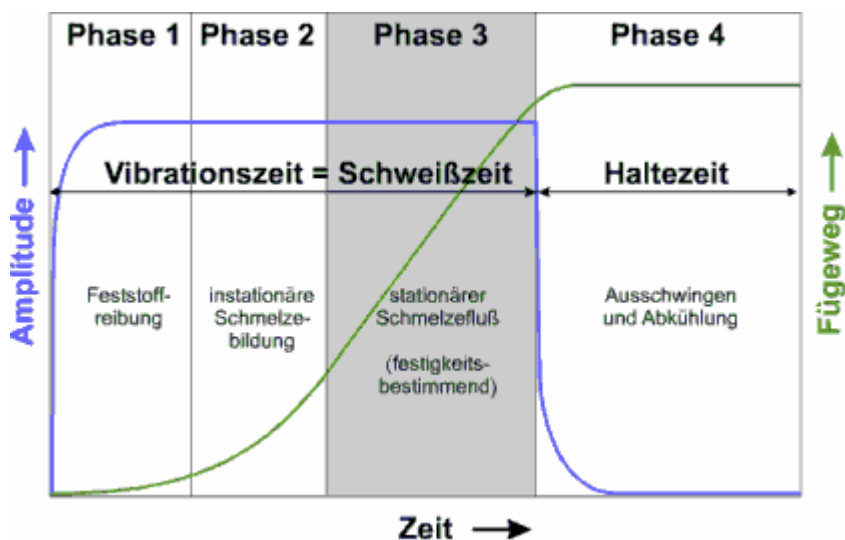 Phase 1
Phase 2
Phase 3
Phase 4
Vibrationszeit = Schweißzeit
Haltezeit
Amplitude
Fügeweg
Feststoff-
reibung
instationäre
Schmelze-
bildung
stationärer
Schmelzefluß
(festigkeits-
bestimmend)
Ausschwingen
und Abkühlung
Zeit